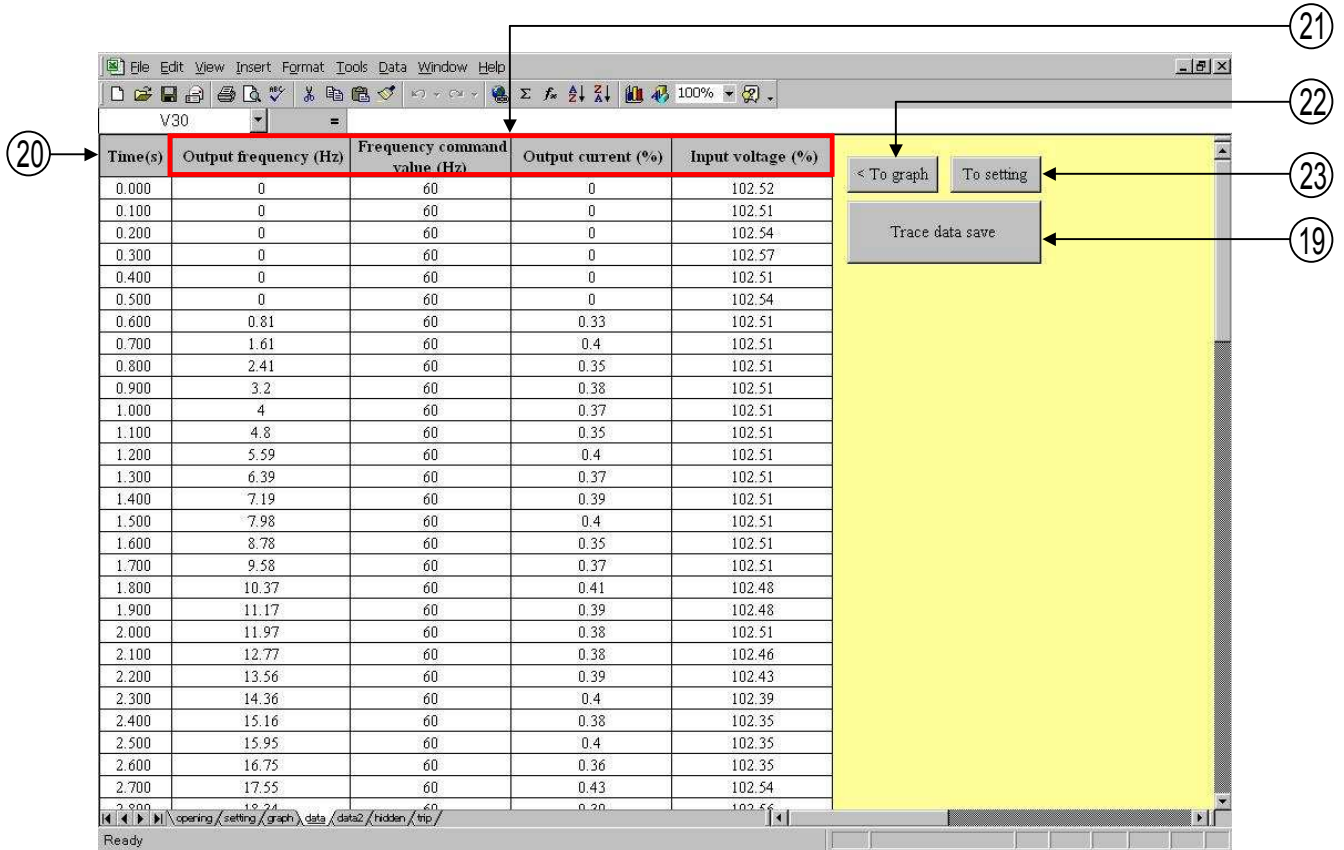 21
File Edit View Insert Format Tools Data Window Help
100%
22
V30 =
20
Time(s) Output frequency (Hz) Frequency command value (Hz) Output current (%) Input voltage (%)
< To graph To setting
23
Trace data save
19
0.000 0 60 0 102.52
0.100 0 60 0 102.51
0.200 0 60 0 102.54
0.300 0 60 0 102.57
0.400 0 60 0 102.51
0.500 0 60 0 102.54
0.600 0.81 60 0.33 102.51
0.700 1.61 60 0.4 102.51
0.800 2.41 60 0.35 102.51
0.900 3.2 60 0.38 102.51
1.000 4 60 0.37 102.51
1.100 4.8 60 0.35 102.51
1.200 5.59 60 0.4 102.51
1.300 6.39 60 0.37 102.51
1.400 7.19 60 0.39 102.51
1.500 7.98 60 0.4 102.51
1.600 8.78 60 0.35 102.51
1.700 9.58 60 0.37 102.51
1.800 10.37 60 0.41 102.48
1.900 11.17 60 0.39 102.48
2.000 11.97 60 0.38 102.51
2.100 12.77 60 0.38 102.46
2.200 13.56 60 0.39 102.43
2.300 14.36 60 0.4 102.39
2.400 15.16 60 0.38 102.35
2.500 15.95 60 0.4 102.35
2.600 16.75 60 0.36 102.35
2.700 17.55 60 0.43 102.54
opening setting graph data data2 hidden trip
Ready